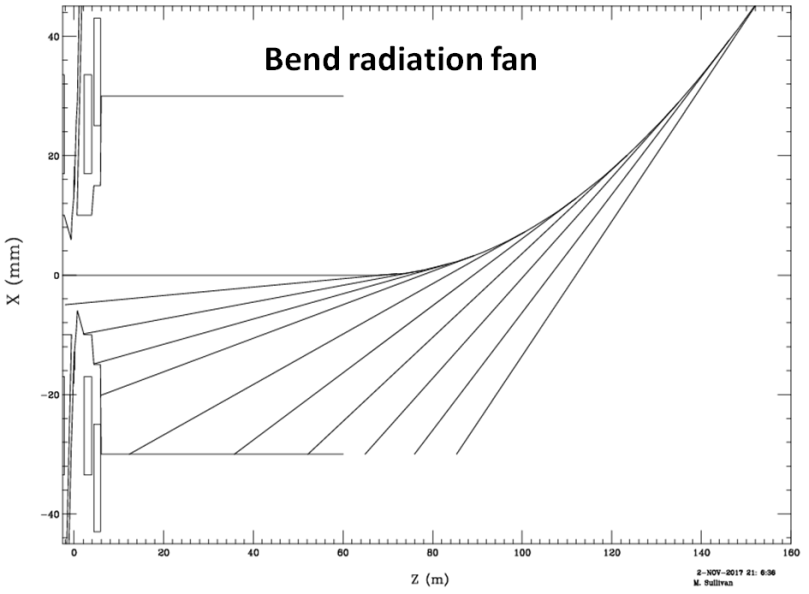 Bend radiation fan
40
20
0
-20
-40
X (mm)
0 20 40 60 80 100 120 140 160
Z (m)
2-NOV-2017 21: 6:36
M. Sullivan